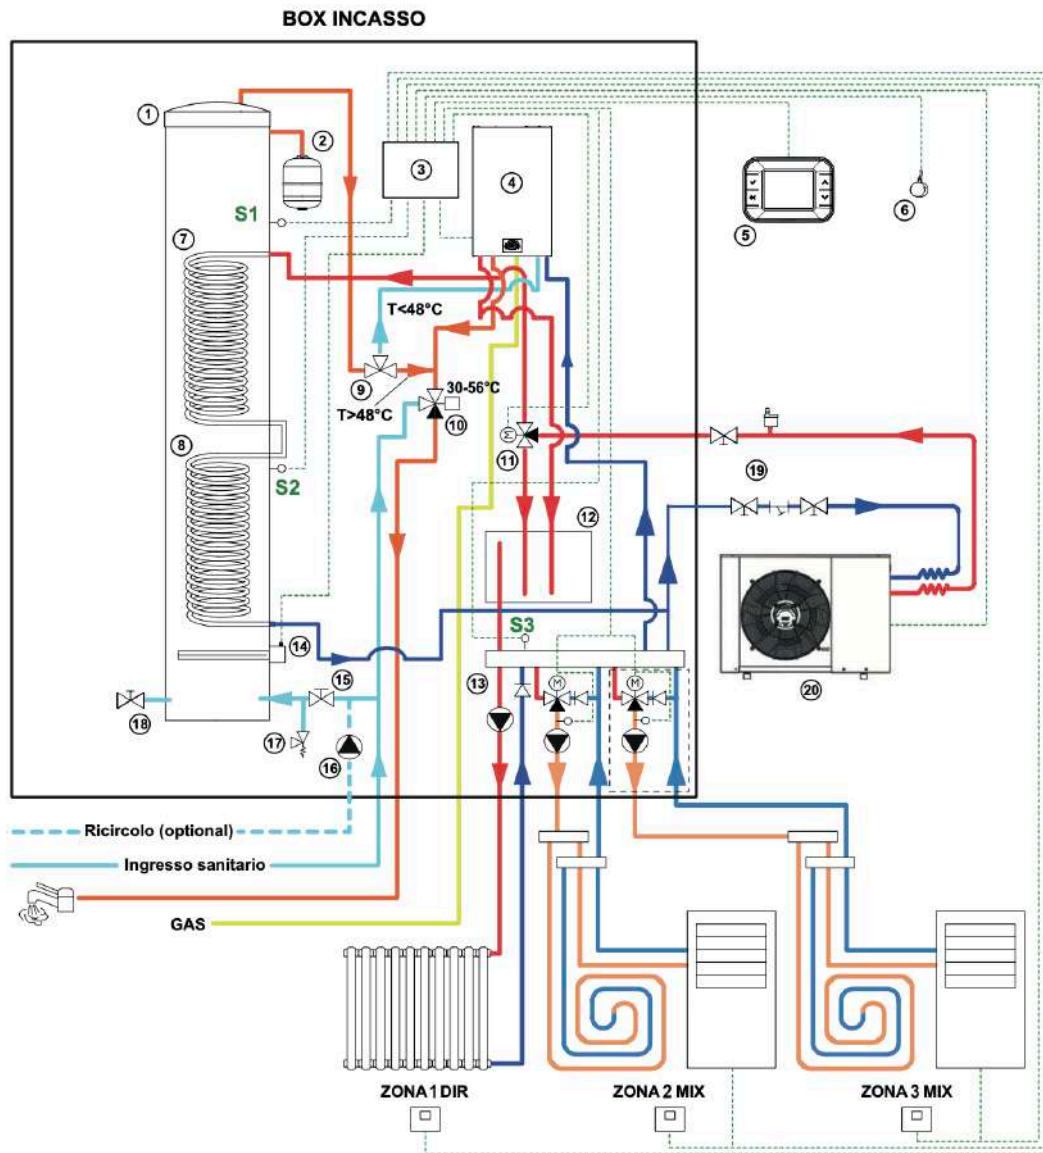 BOX INCASSO
1
2
3
4
5
6
S1
7
T<48°C
9
T>48°C
30-56°C
10
8
S2
11
19
12
S3
20
14
15
13
18
17
16
Ricircolo (optional)
Ingresso sanitario
GAS
M
M
M
ZONA 1 DIR
ZONA 2 MIX
ZONA 3 MIX